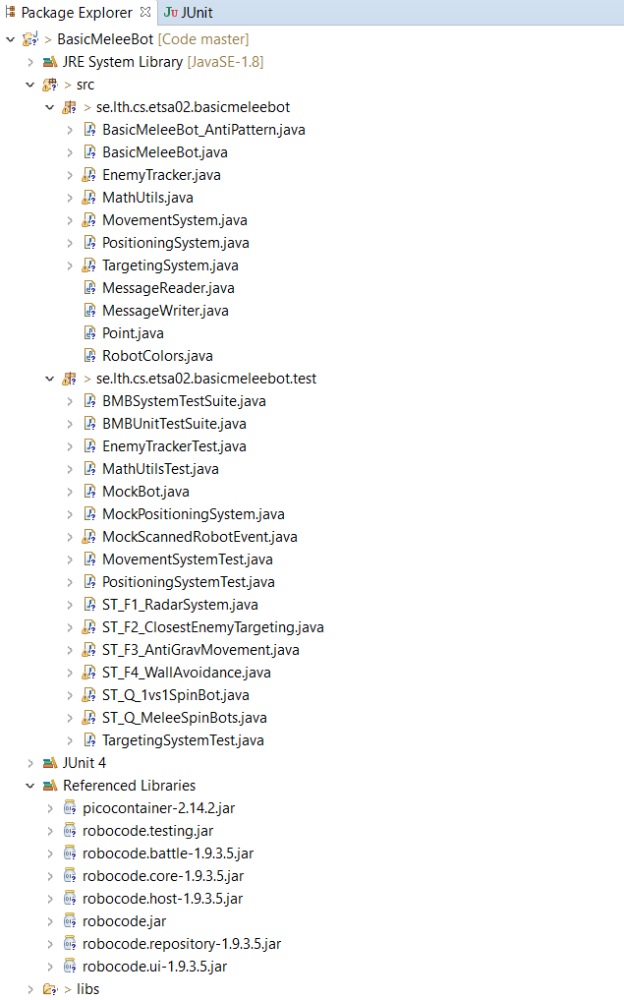 Package Explorer JUnit
> BasicMeleeBot [Code master]
JRE System Library [JavaSE-1.8]
> src
> se.lth.cs.etsa02.basicmeleebot
BasicMeleeBot_AntiPattern.java
BasicMeleeBot.java
EnemyTracker.java
MathUtils.java
MovementSystem.java
PositioningSystem.java
TargetingSystem.java
MessageReader.java
MessageWriter.java
Point.java
RobotColors.java
> se.lth.cs.etsa02.basicmeleebot.test
BMBSystemTestSuite.java
BMBUnitTestSuite.java
EnemyTrackerTest.java
MathUtilsTest.java
MockBot.java
MockPositioningSystem.java
MockScannedRobotEvent.java
MovementSystemTest.java
PositioningSystemTest.java
ST_F1_RadarSystem.java
ST_F2_ClosestEnemyTargeting.java
ST_F3_AntiGravMovement.java
ST_F4_WallAvoidance.java
ST_Q_1vs1SpinBot.java
ST_Q_MeleeSpinBots.java
TargetingSystemTest.java
JUnit 4
Referenced Libraries
picocontainer-2.14.2.jar
robocode.testing.jar
robocode.battle-1.9.3.5.jar
robocode.core-1.9.3.5.jar
robocode.host-1.9.3.5.jar
robocode.jar
robocode.repository-1.9.3.5.jar
robocode.ui-1.9.3.5.jar
> libs